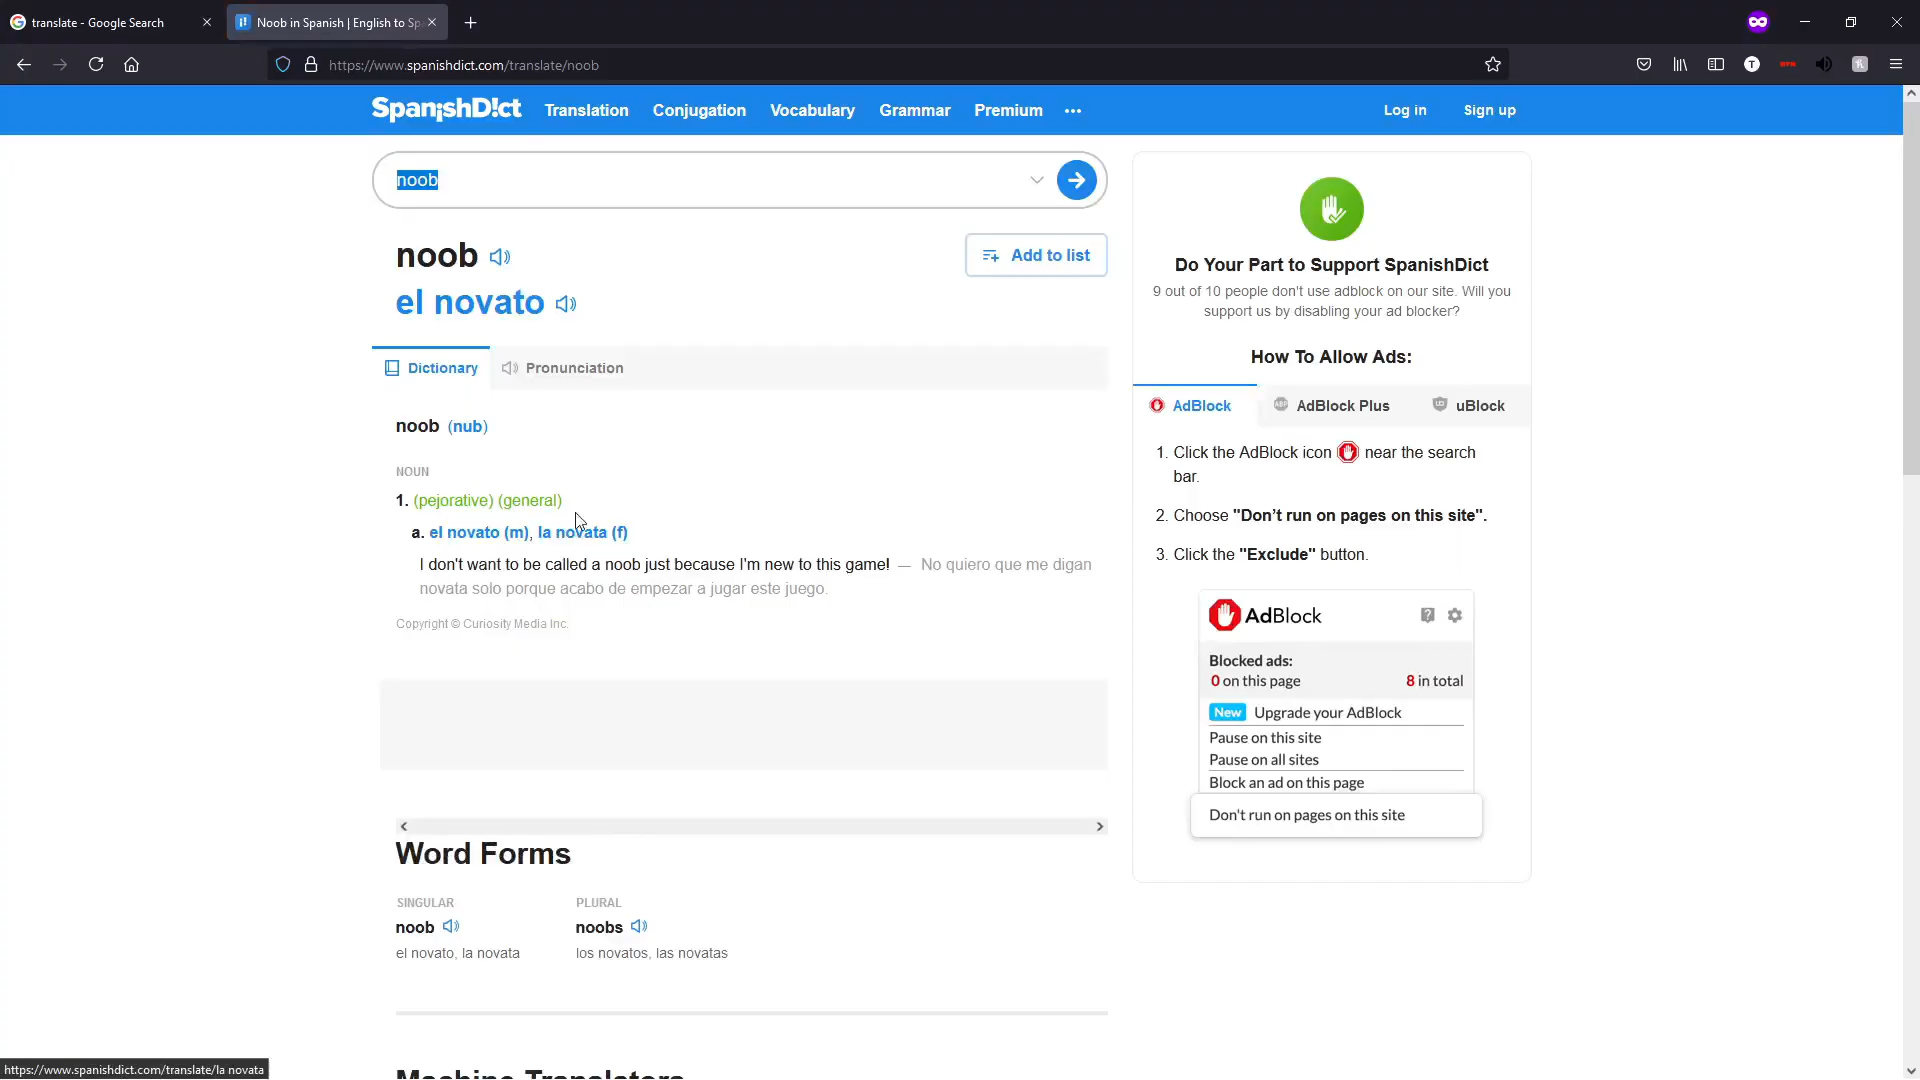 translate - Google Search
Noob in Spanish | English to Sp
https://www.spanishdict.com/translate/noob
SpanishD!ct Translation Conjugation Vocabulary Grammar Premium ••• Log in Sign up
noob
noob
Add to list
el novato
Dictionary Pronunciation
noob (nub)
NOUN
1. (pejorative) (general)
a. el novato (m), la novata (f)
I don't want to be called a noob just because I'm new to this game! — No quiero que me digan
novata solo porque acabo de empezar a jugar este juego.
Copyright © Curiosity Media Inc.
Word Forms
SINGULAR PLURAL
noob noobs
el novato, la novata los novatos, las novatas
Machine Translators
Do Your Part to Support SpanishDict
9 out of 10 people don't use adblock on our site. Will you
support us by disabling your ad blocker?
How To Allow Ads:
AdBlock ABP AdBlock Plus uBlock
1. Click the AdBlock icon near the search
bar.
2. Choose "Don’t run on pages on this site".
3. Click the "Exclude" button.
AdBlock ?
Blocked ads:
0 on this page 8 in total
New Upgrade your AdBlock
Pause on this site
Pause on all sites
Block an ad on this page
Don't run on pages on this site
https://www.spanishdict.com/translate/la novata